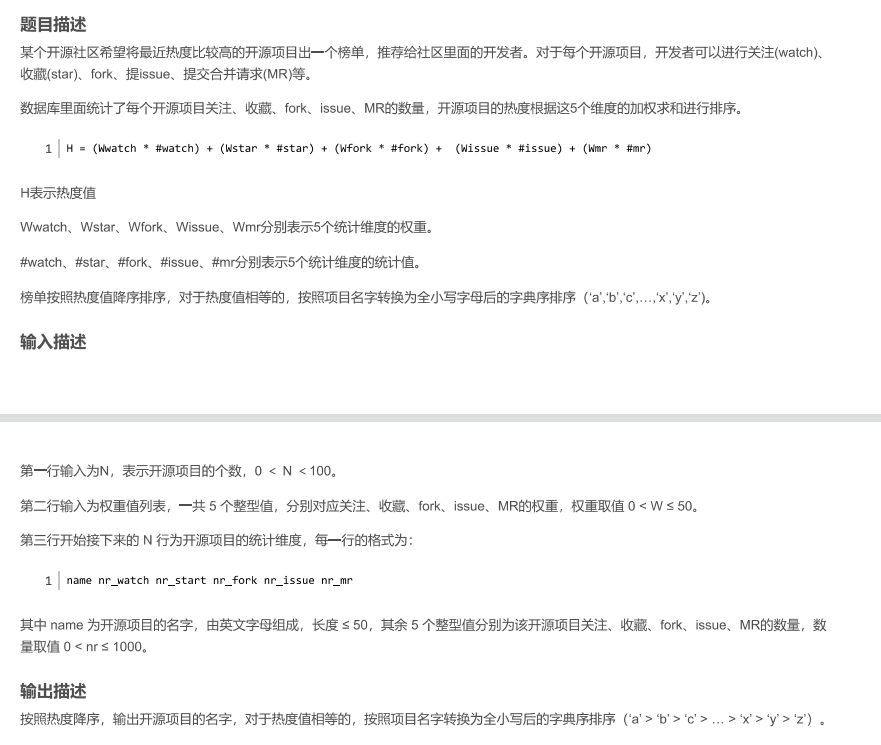 题目描述
某个开源社区希望将最近热度比较高的开源项目出一个榜单，推荐给社区里面的开发者。对于每个开源项目，开发者可以进行关注(watch)、
收藏(star)、fork、提issue、提交合并请求(MR)等。
数据库里面统计了每个开源项目关注、收藏、fork、issue、MR的数量，开源项目的热度根据这5个维度的加权求和进行排序。
1 H = (Wwatch * #watch) + (Wstar * #star) + (Wfork * #fork) + (Wissue * #issue) + (Wmr * #mr)
H表示热度值
Wwatch、Wstar、Wfork、Wissue、Wmr分别表示5个统计维度的权重。
#watch、#star、#fork、#issue、#mr分别表示5个统计维度的统计值。
榜单按照热度值降序排序，对于热度值相等的，按照项目名字转换为全小写字母后的字典序排序（‘a’,‘b’,‘c’,…,‘x’,‘y’,‘z’)。
输入描述
第一行输入为N，表示开源项目的个数，0 < N < 100。
第二行输入为权重值列表，一共 5 个整型值，分别对应关注、收藏、fork、issue、MR的权重，权重取值 0 < W ≤ 50。
第三行开始接下来的 N 行为开源项目的统计维度，每一行的格式为：
1 name nr_watch nr_start nr_fork nr_issue nr_mr
其中 name 为开源项目的名字，由英文字母组成，长度 ≤ 50，其余 5 个整型值分别为该开源项目关注、收藏、fork、issue、MR的数量，数
量取值 0 < nr ≤ 1000。
输出描述
按照热度降序，输出开源项目的名字，对于热度值相等的，按照项目名字转换为全小写后的字典序排序（‘a’ > ‘b’ > ‘c’ > … > ‘x’ > ‘y’ > ‘z’）。